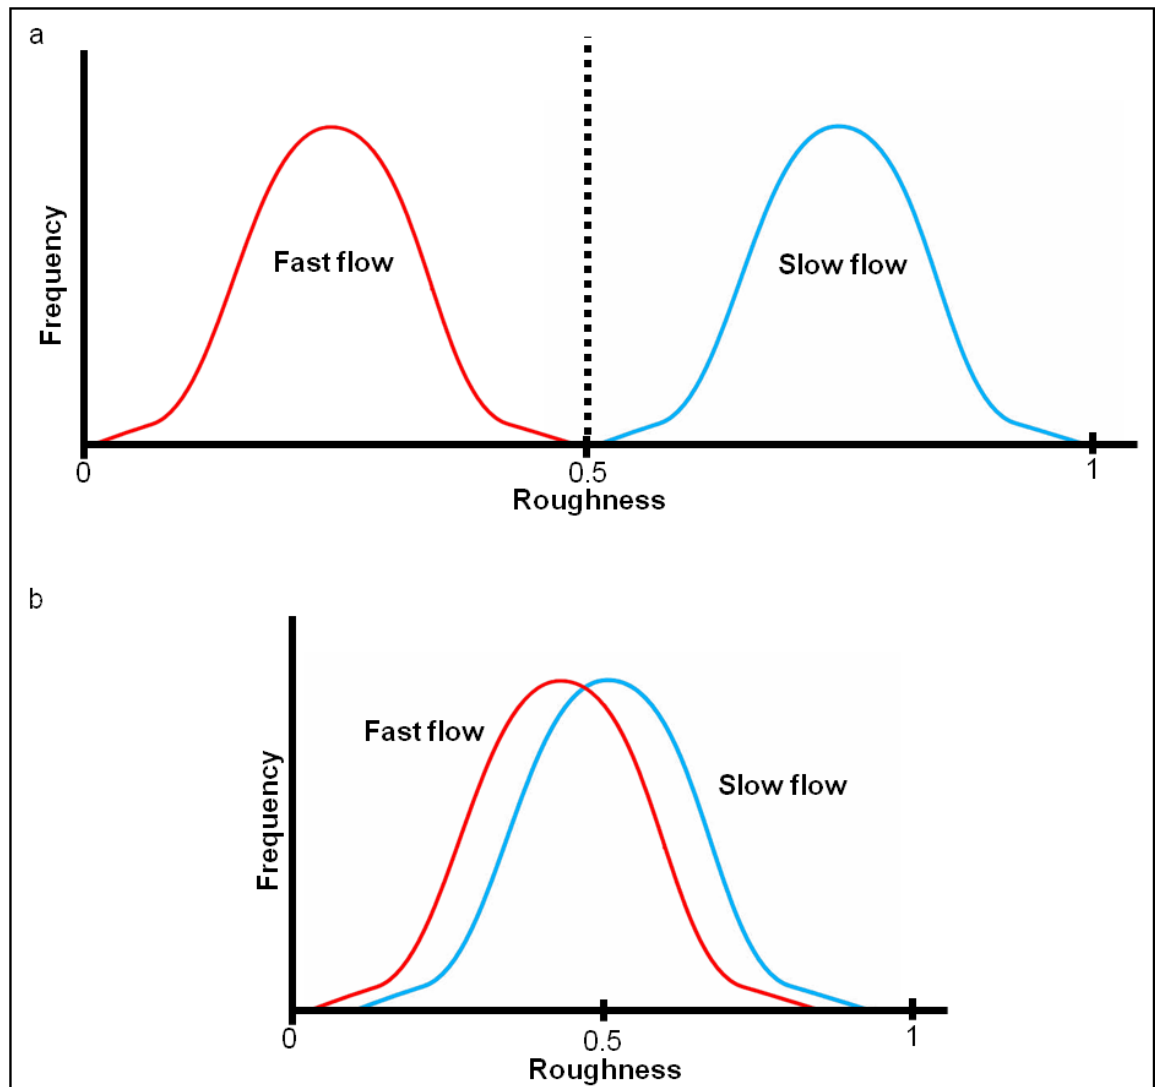 a
Frequency
Fast flow
Slow flow
0
0.5
1
Roughness
b
Frequency
Fast flow
Slow flow
0
0.5
1
Roughness